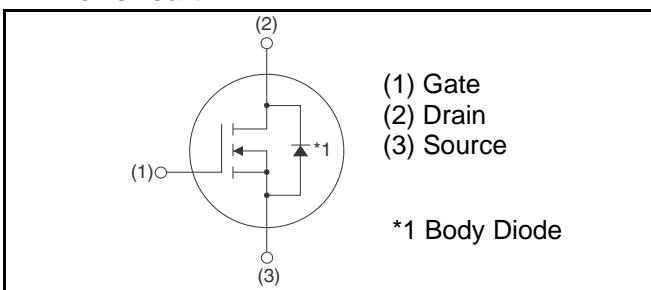 (2)
(1) Gate
(2) Drain
(3) Source
*1
(1)
*1 Body Diode
(3)